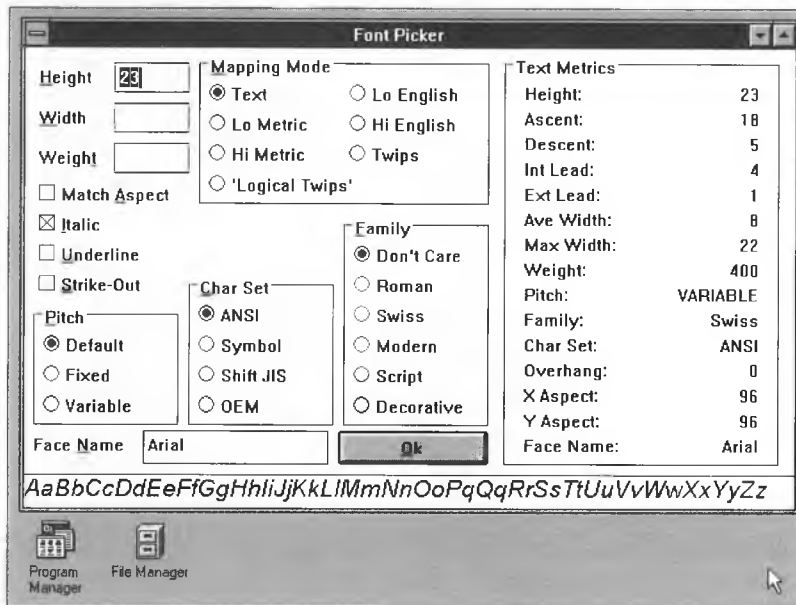 Font Picker
Height 23
Width
Weight
Match Aspect
Italic
Underline
Strike-Out
Mapping Mode
Text
Lo English
Lo Metric
Hi English
Hi Metric
Twips
'Logical Twips'
Pitch
Default
Fixed
Variable
Char Set
ANSI
Symbol
Shift JIS
OEM
Family
Don't Care
Roman
Swiss
Modern
Script
Decorative
Face Name Arial
Ok
Text Metrics
Height: 23
Ascent: 18
Descent: 5
Int Lead: 4
Ext Lead: 1
Ave Width: 8
Max Width: 22
Weight: 400
Pitch: VARIABLE
Family: Swiss
Char Set: ANSI
Overhang: 0
X Aspect: 96
Y Aspect: 96
Face Name: Arial
AaBbCcDdEeFfGgHhIiJjKkLlMmNnOoPqQqRrSsTtUuVvWwXxYyZz
Program
Manager
File Manager